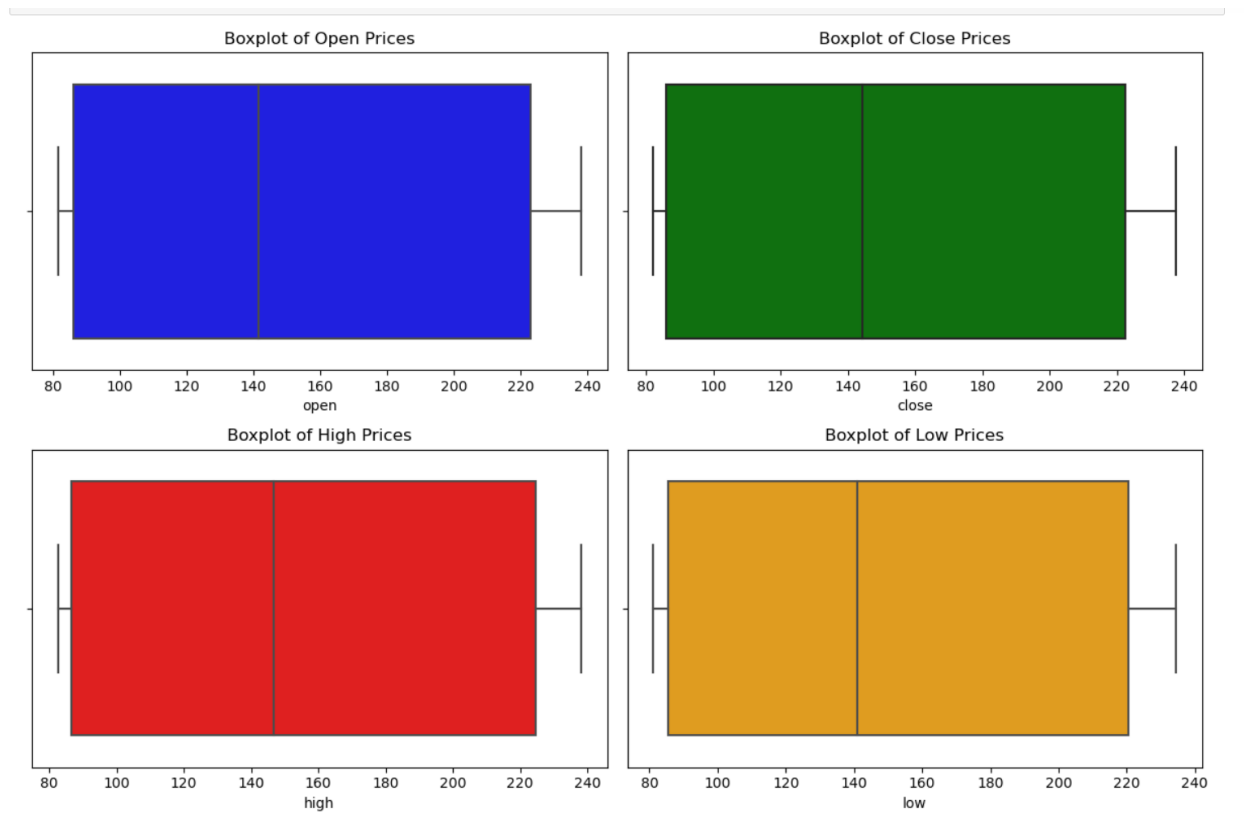 Boxplot of Open Prices
80 100 120 140 160 180 200 220 240
open
Boxplot of Close Prices
80 100 120 140 160 180 200 220 240
close
Boxplot of High Prices
80 100 120 140 160 180 200 220 240
high
Boxplot of Low Prices
80 100 120 140 160 180 200 220 240
low